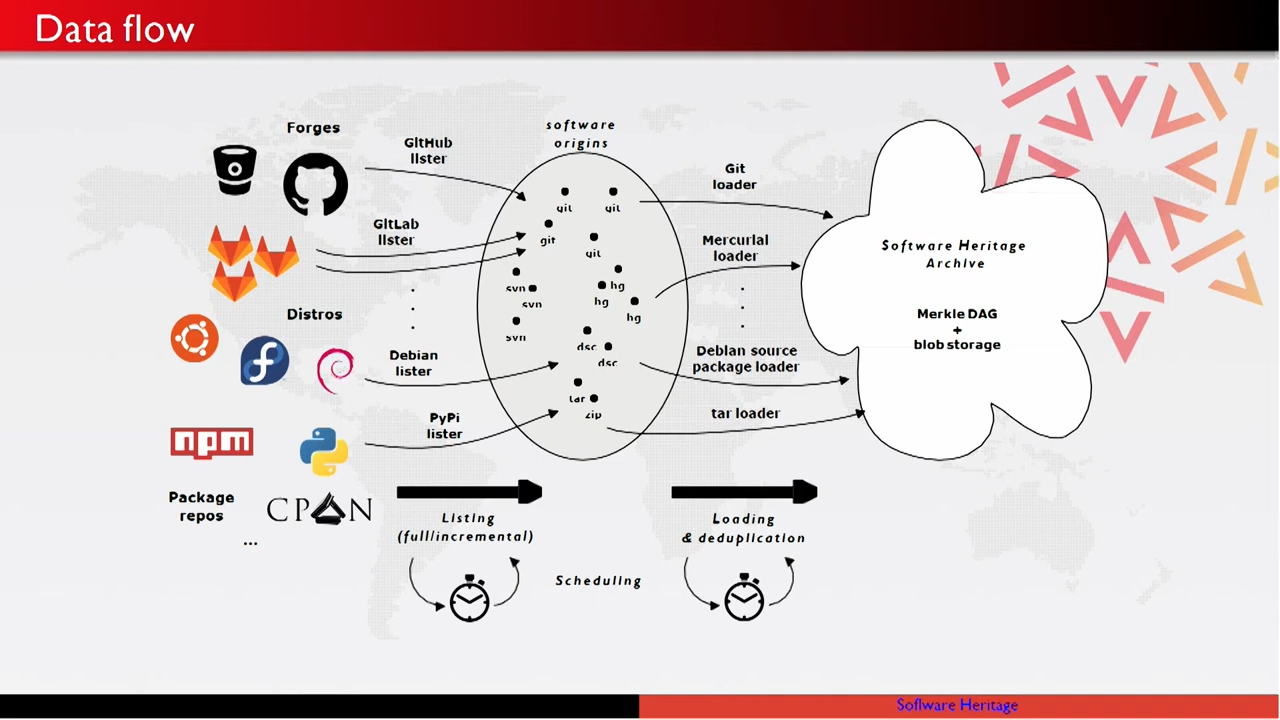 Data flow
Forges
GitHub
lister
software
origins
Git
loader
git
git
GitLab
lister
git
git
Mercurial
loader
Software Heritage
Archive
svn
svn
svn
hg
hg
hg
.
.
.
.
.
.
Distros
Merkle DAG
+
blob storage
Debian
lister
dsc
dsc
Debian source
package loader
tar
zip
tar loader
PyPi
lister
npm
Package
repos
CPAN
...
Listing
(full/incremental)
Loading
& deduplication
Scheduling
Software Heritage